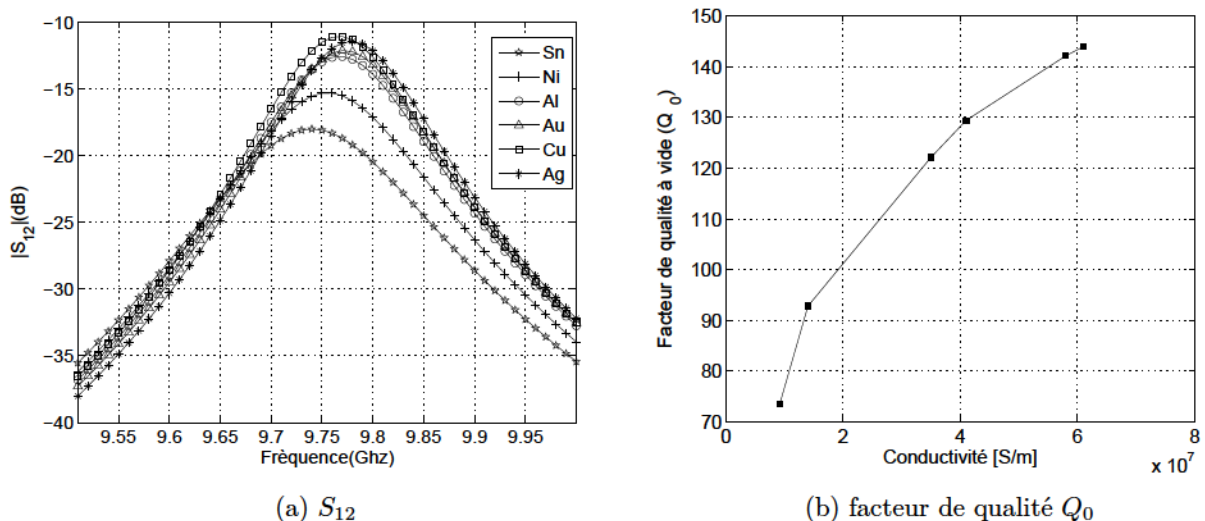 -10
-15
-20
-25
-30
-35
-40
|S12|(dB)
9.55 9.6 9.65 9.7 9.75 9.8 9.85 9.9 9.95
Frèquence(Ghz)
Sn
Ni
Al
Au
Cu
Ag
(a) S12
150
140
130
120
110
100
90
80
70
Facteur de qualité à vide (Q_0)
0 2 4 6 8
Conductivité [S/m]
x 10^7
(b) facteur de qualité Q0